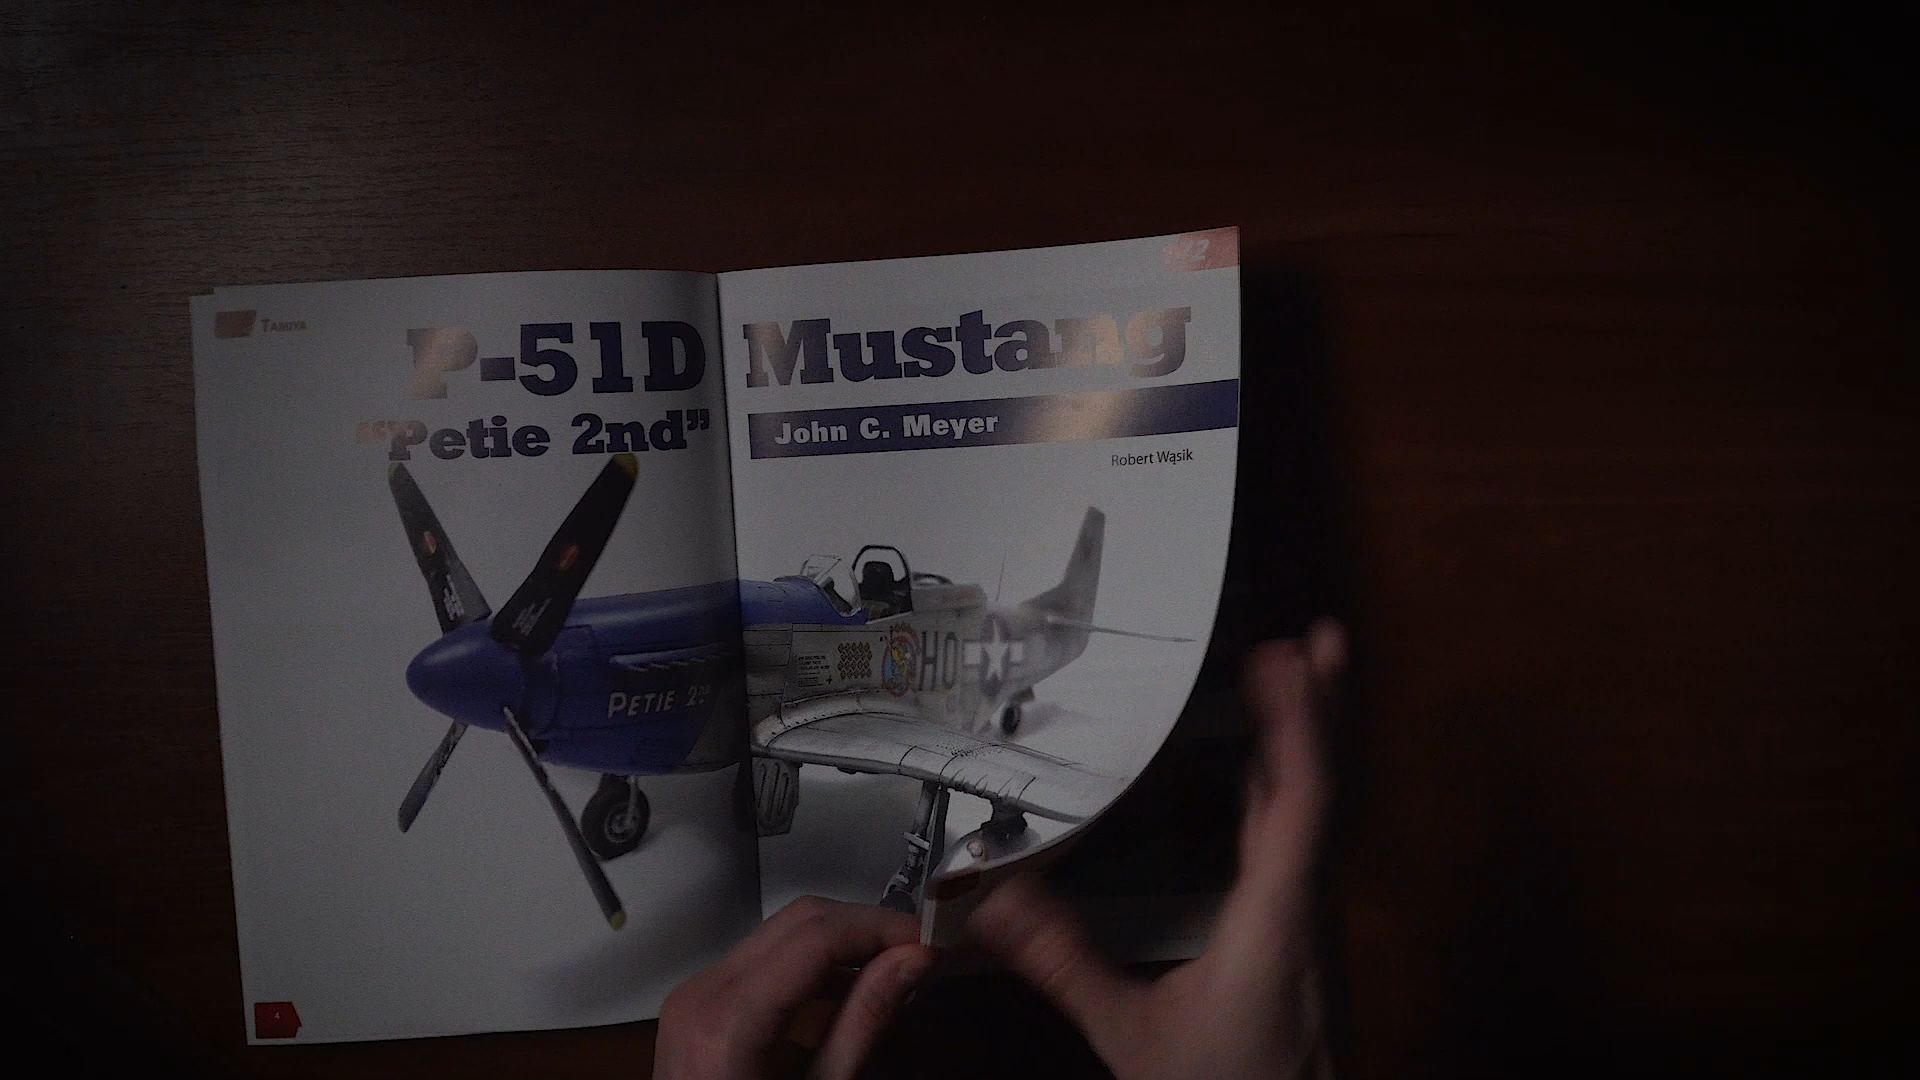 TAMIYA
P-51D Mustang
"Petie 2nd"
John C. Meyer
Robert Wąsik
PETIE 2ND
HO
4